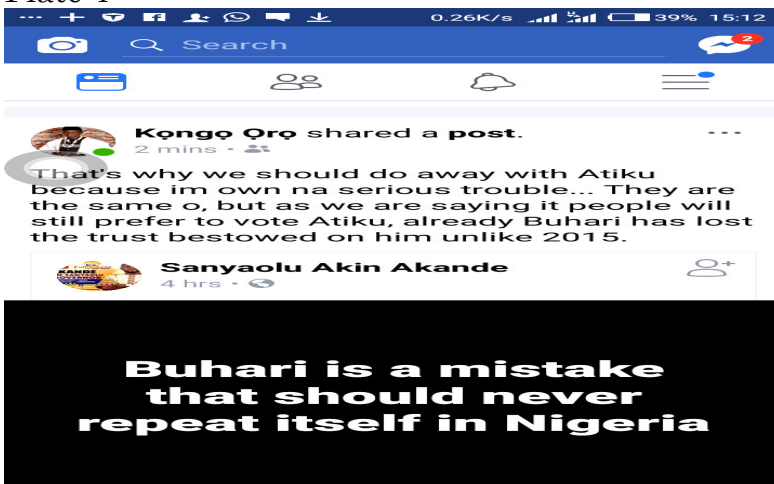 0.26K/s 39% 15:12
Search
2
Kọngọ Ọrọ shared a post.
2 mins
That's why we should do away with Atiku
because im own na serious trouble... They are
the same o, but as we are saying it people will
still prefer to vote Atiku, already Buhari has lost
the trust bestowed on him unlike 2015.
Sanyaolu Akin Akande
4 hrs
Buhari is a mistake
that should never
repeat itself in Nigeria